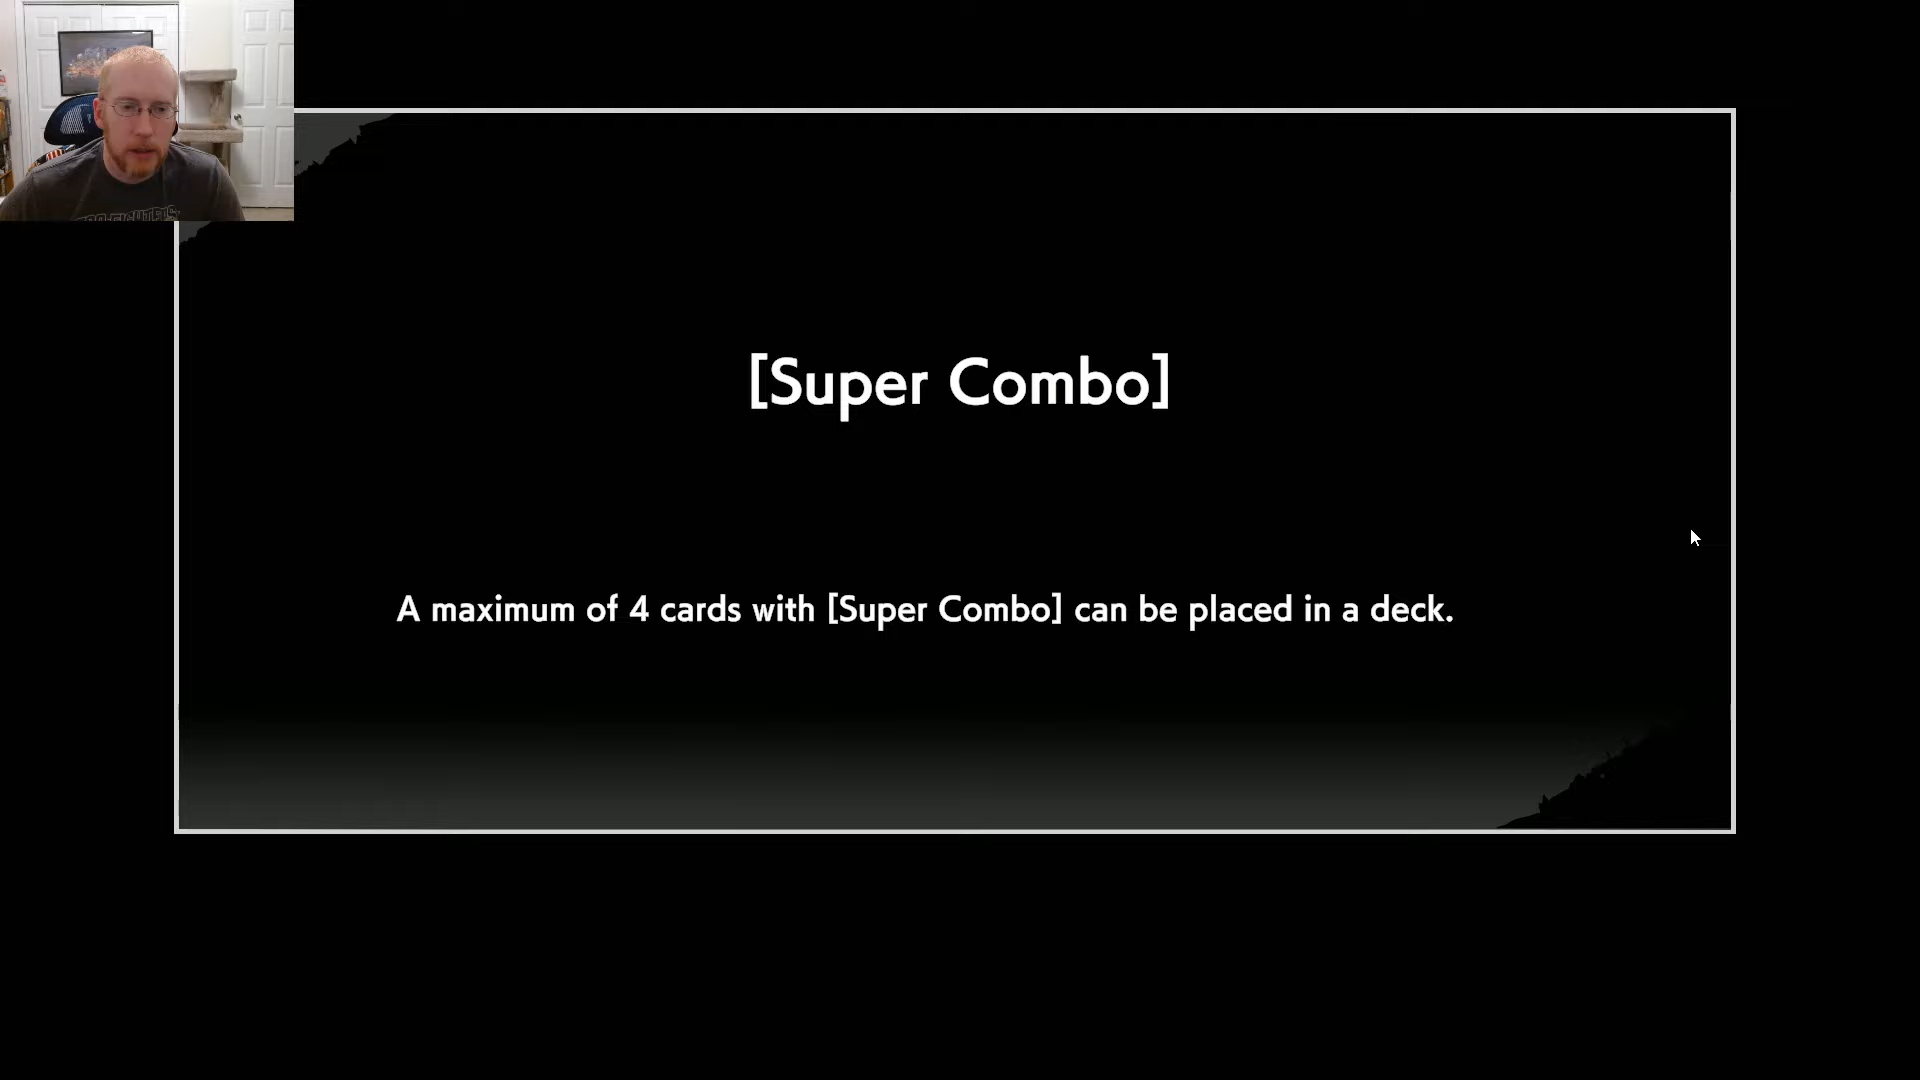 [Super Combo]
A maximum of 4 cards with [Super Combo] can be placed in a deck.